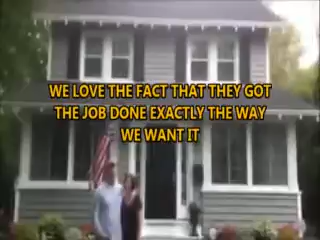 WE LOVE THE FACT THAT THEY GOT
THE JOB DONE EXACTLY THE WAY
WE WANT IT